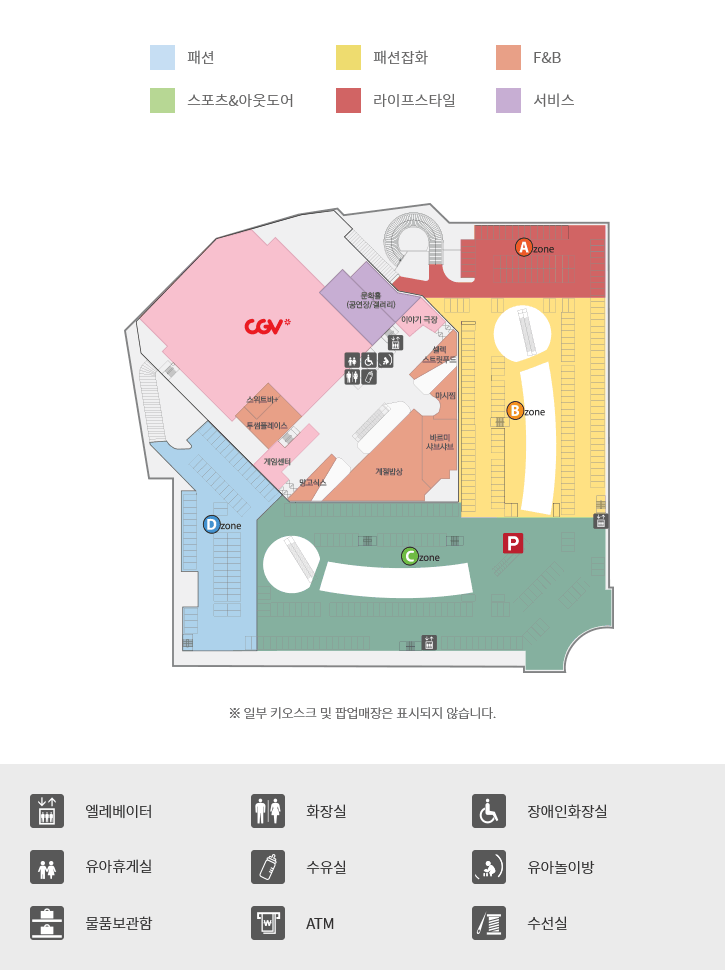 패션
패션잡화
F&B
스포츠&아웃도어
라이프스타일
서비스
A zone
문화홀
(공연장/갤러리)
이야기 극장
CGV*
셀렉
스트릿푸드
마시찜
스위트바+
투썸플레이스
B zone
바르미
샤브샤브
게임센터
계절밥상
망고식스
D zone
P
C zone
※ 일부 키오스크 및 팝업매장은 표시되지 않습니다.
엘레베이터
화장실
장애인화장실
유아휴게실
수유실
유아놀이방
물품보관함
₩
ATM
수선실